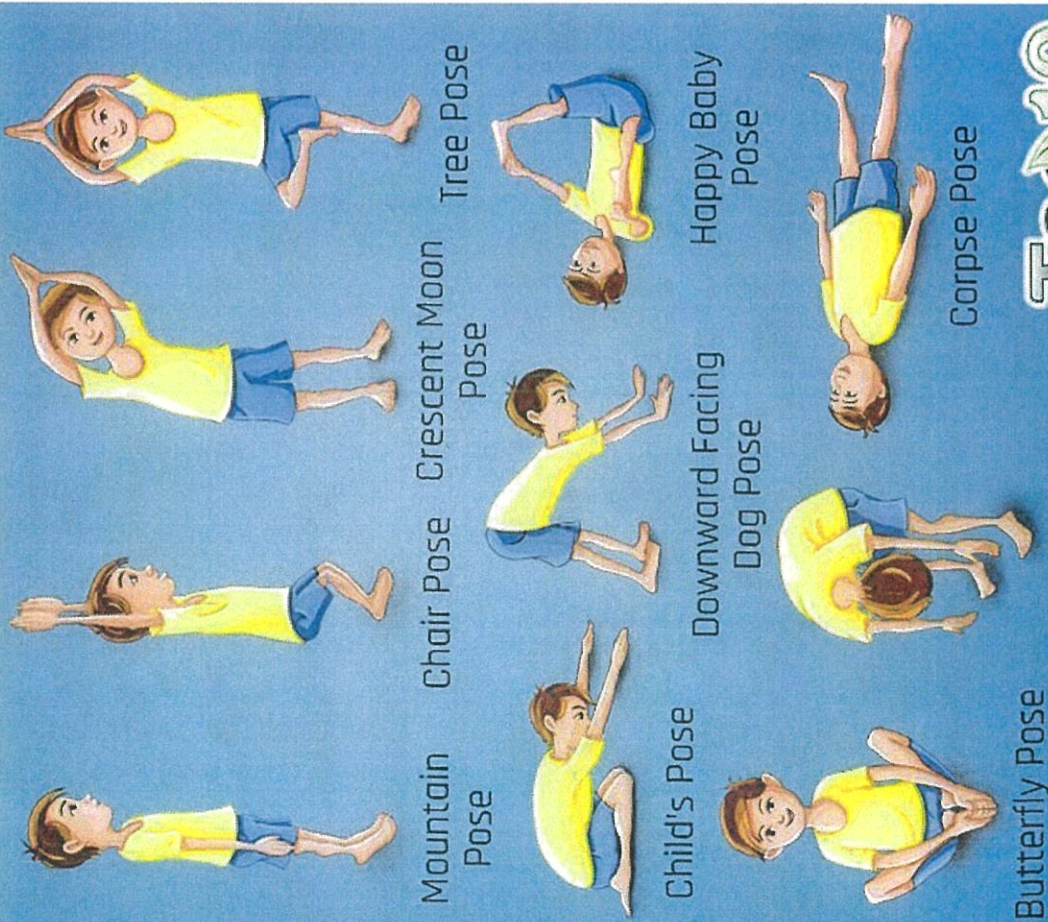 Mountain
Pose
Chair Pose
Crescent Moon
Pose
Tree Pose
Child's Pose
Downward Facing
Dog Pose
Happy Baby
Pose
Butterfly Pose
Corpse Pose